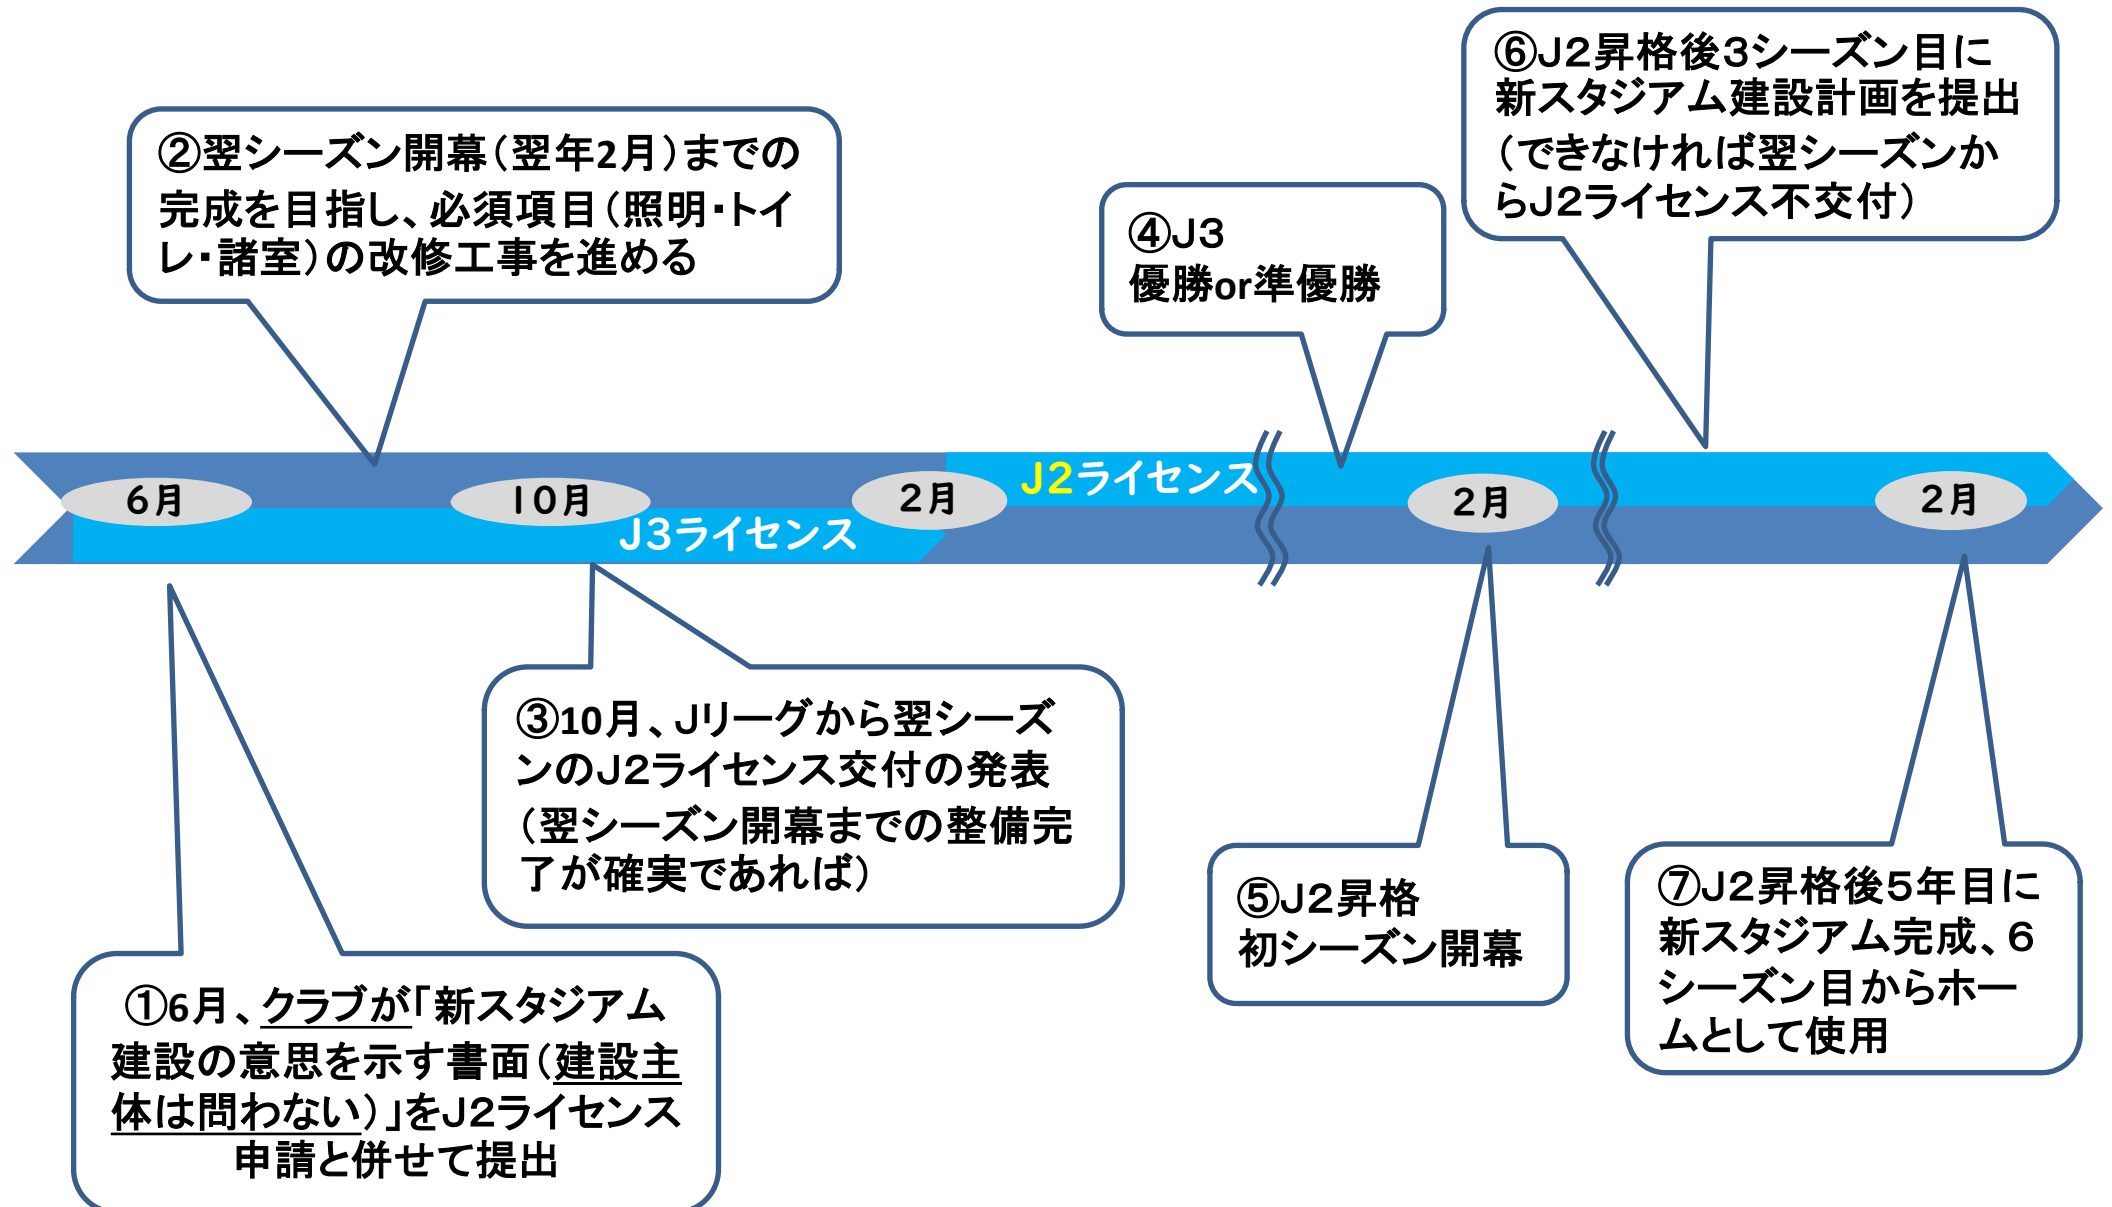 ⑥J2昇格後3シーズン目に
新スタジアム建設計画を提出
（できなければ翌シーズンか
らJ2ライセンス不交付）
②翌シーズン開幕（翌年2月）までの
完成を目指し、必須項目（照明・トイ
レ・諸室）の改修工事を進める
④J3
優勝or準優勝
J2ライセンス
6月
10月
2月
2月
2月
J3ライセンス
③10月、Jリーグから翌シーズ
ンのJ2ライセンス交付の発表
（翌シーズン開幕までの整備完
了が確実であれば）
⑤J2昇格
初シーズン開幕
⑦J2昇格後5年目に
新スタジアム完成、6
シーズン目からホー
ムとして使用
①6月、クラブが「新スタジアム
建設の意思を示す書面（建設主
体は問わない）」をJ2ライセンス
申請と併せて提出